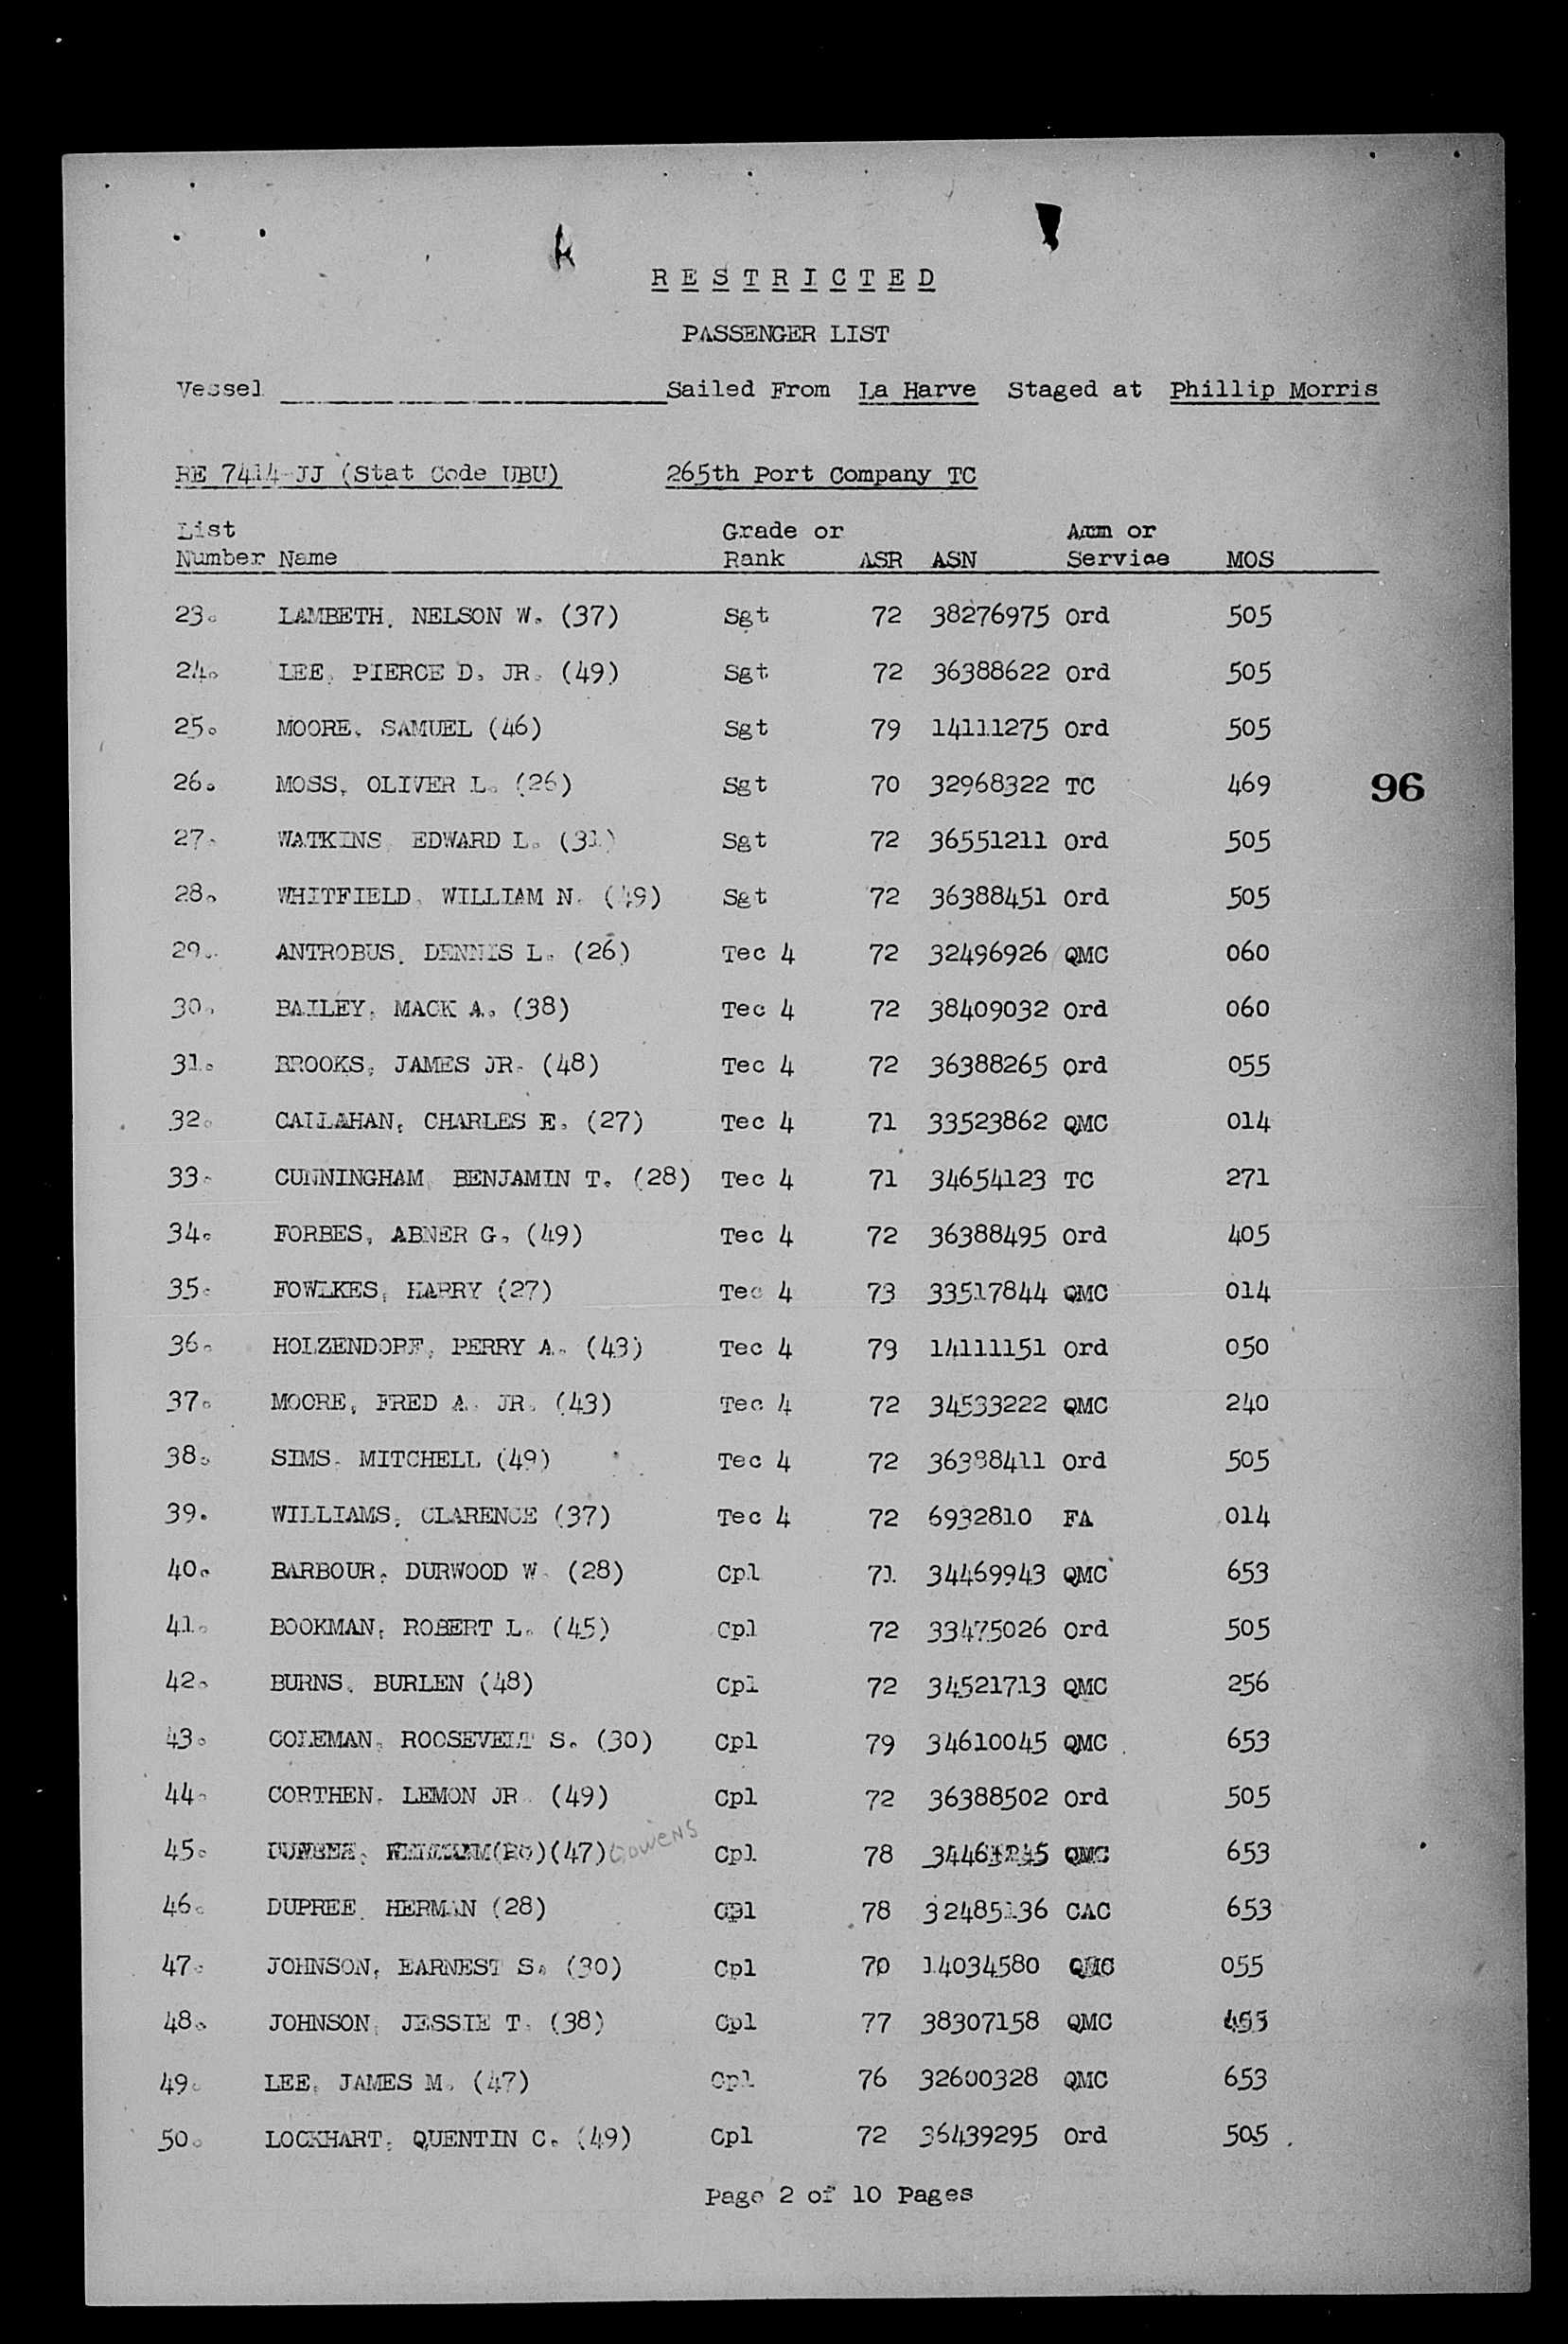 R E S T R I C T E D
PASSENGER LIST
Vessel Sailed From La Harve Staged at Phillip Morris
RE 7414-JJ (Stat Code UBU) 265th Port Company TC
List Grade or Arm or
Number Name Rank ASR ASN Service MOS
23. LAMBETH, NELSON W. (37) Sgt 72 38276975 Ord 505
24. LEE, PIERCE D. JR. (49) Sgt 72 36388622 Ord 505
25. MOORE, SAMUEL (46) Sgt 79 14111275 Ord 505
26. MOSS, OLIVER L. (26) Sgt 70 32968322 TC 469
96
27. WATKINS, EDWARD L. (31) Sgt 72 36551211 Ord 505
28. WHITFIELD, WILLIAM N. (49) Sgt 72 36388451 Ord 505
29. ANTROBUS, DENNIS L. (26) Tec 4 72 32496926 QMC 060
30. BAILEY, MACK A. (38) Tec 4 72 38409032 Ord 060
31. BROOKS, JAMES JR. (48) Tec 4 72 36388265 Ord 055
32. CALLAHAN, CHARLES E. (27) Tec 4 71 33523862 QMC 014
33. CUNNINGHAM, BENJAMIN T. (28) Tec 4 71 34654123 TC 271
34. FORBES, ABNER G. (49) Tec 4 72 36388495 Ord 405
35. FOWLKES, HARRY (27) Tec 4 73 33517844 QMC 014
36. HOLZENDORF, PERRY A. (43) Tec 4 79 14111151 Ord 050
37. MOORE, FRED A. JR. (43) Tec 4 72 34533222 QMC 240
38. SIMS, MITCHELL (49) Tec 4 72 36388411 Ord 505
39. WILLIAMS, CLARENCE (37) Tec 4 72 6932810 FA 014
40. BARBOUR, DURWOOD W. (28) Cpl 71 34469943 QMC 653
41. BOOKMAN, ROBERT L. (45) Cpl 72 33475026 Ord 505
42. BURNS, BURLEN (48) Cpl 72 34521713 QMC 256
43. COLEMAN, ROOSEVELT S. (30) Cpl 79 34610045 QMC 653
44. CORTHEN, LEMON JR. (49) Cpl 72 36388502 Ord 505
45. (47) Cpl 78 QMC 653
46. DUPREE, HERMAN (28) Cpl 78 32485136 CAC 653
47. JOHNSON, EARNEST S. (30) Cpl 70 14034580 QMC 055
48. JOHNSON, JESSIE T. (38) Cpl 77 38307158 QMC
49. LEE, JAMES M. (47) Cpl 76 32600328 QMC 653
50. LOCKHART, QUENTIN C. (49) Cpl 72 36439295 Ord 505
Page 2 of 10 Pages